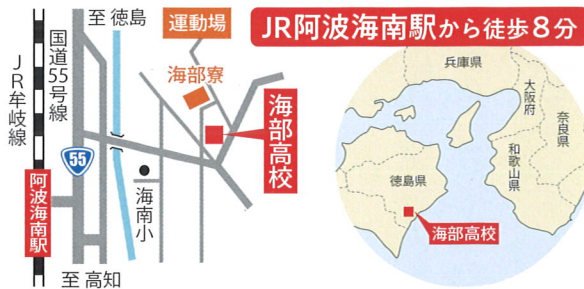 至 徳島
運動場
JR阿波海南駅から徒歩8分
国道55号線
JR牟岐線
海部寮
海部高校
55
海南小
阿波海南駅
至 高知
兵庫県
大阪府
奈良県
和歌山県
徳島県
海部高校